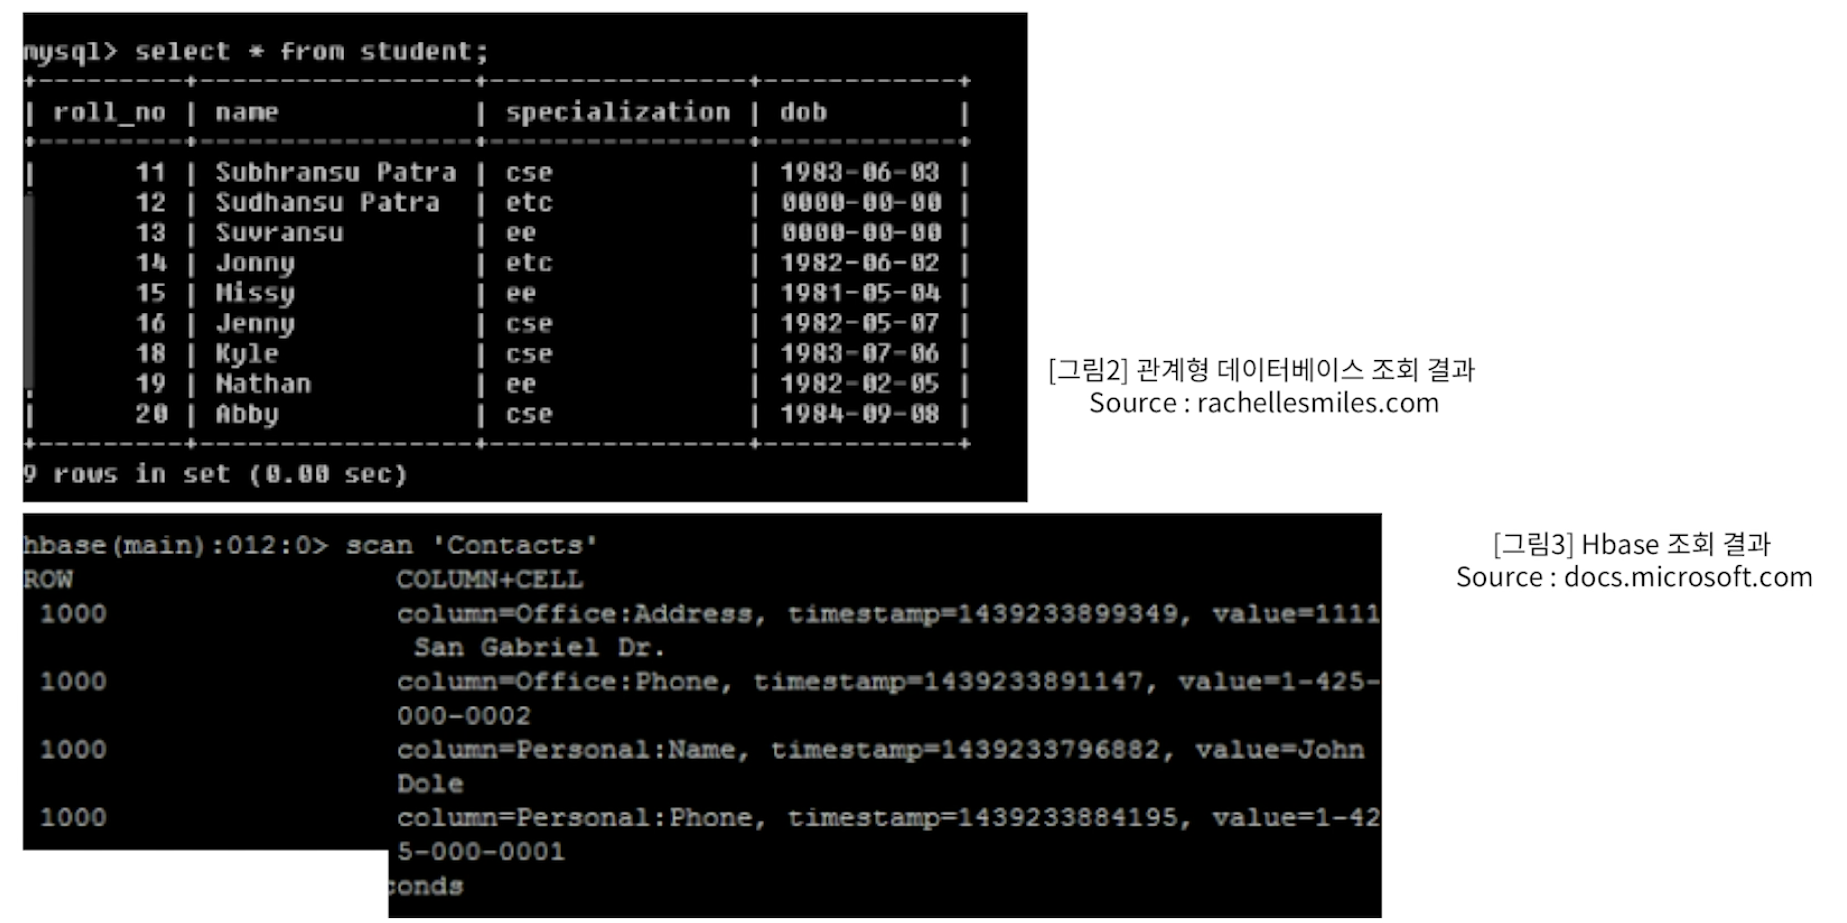 mysql> select * from student;
+---------+-----------------+----------------+------------+
| roll_no | name            | specialization | dob        |
+---------+-----------------+----------------+------------+
|      11 | Subhransu Patra | cse            | 1983-06-03 |
|      12 | Sudhansu Patra  | etc            | 0000-00-00 |
|      13 | Suvransu        | ee             | 0000-00-00 |
|      14 | Jonny           | etc            | 1982-06-02 |
|      15 | Missy           | ee             | 1981-05-04 |
|      16 | Jenny           | cse            | 1982-05-07 |
|      18 | Kyle            | cse            | 1983-07-06 |
|      19 | Nathan          | ee             | 1982-02-05 |
|      20 | Abby            | cse            | 1984-09-08 |
+---------+-----------------+----------------+------------+
9 rows in set (0.00 sec)
[그림2] 관계형 데이터베이스 조회 결과
Source : rachellesmiles.com
hbase(main):012:0> scan 'Contacts'
ROW COLUMN+CELL
1000 column=Office:Address, timestamp=1439233899349, value=1111
San Gabriel Dr.
1000 column=Office:Phone, timestamp=1439233891147, value=1-425-
000-0002
1000 column=Personal:Name, timestamp=1439233796882, value=John
Dole
1000 column=Personal:Phone, timestamp=1439233884195, value=1-42
5-000-0001
conds
[그림3] Hbase 조회 결과
Source : docs.microsoft.com